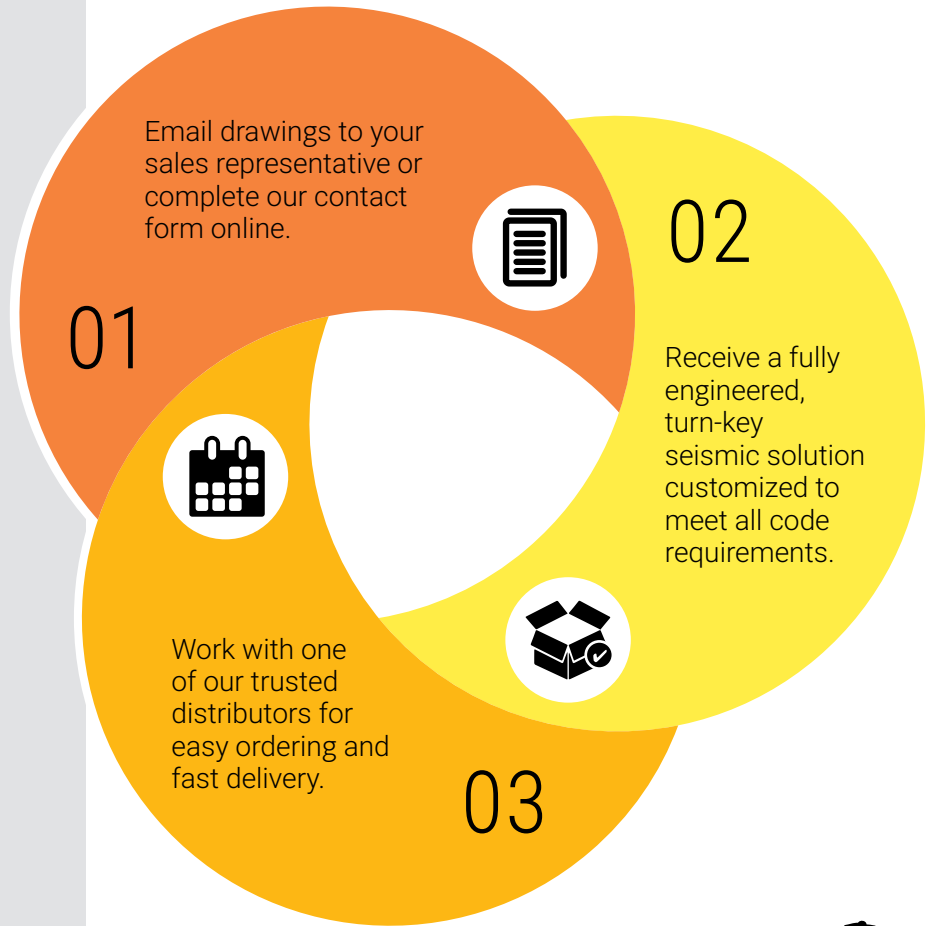 01
Email drawings to your
sales representative or
complete our contact
form online.
02
Receive a fully
engineered,
turn-key
seismic solution
customized to
meet all code
requirements.
03
Work with one
of our trusted
distributors for
easy ordering and
fast delivery.